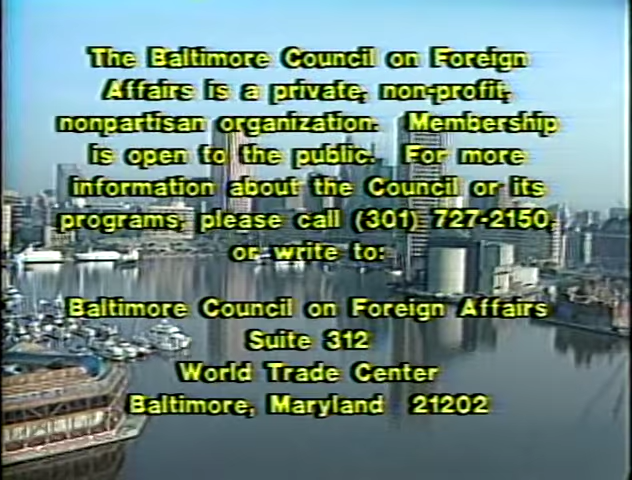 The Baltimore Council on Foreign
Affairs is a private, non-profit,
nonpartisan organization. Membership
is open to the public. For more
information about the Council or its
programs, please call (301) 727-2150,
or write to:
Baltimore Council on Foreign Affairs
Suite 312
World Trade Center
Baltimore, Maryland 21202